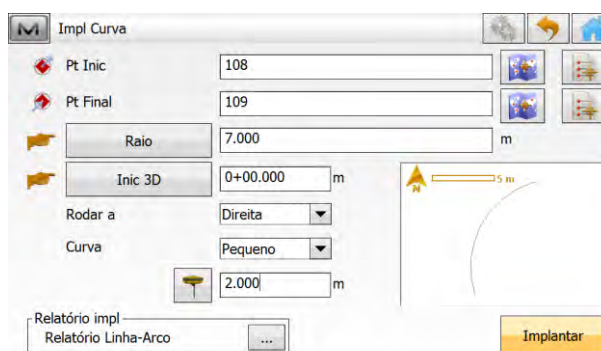 Impl Curva
Pt Inic 108
Pt Final 109
Raio 7.000 m
Inic 3D 0+00.000 m
Rodar a Direita
Curva Pequeno
2.000 m
N 5 m
Relatório impl
Relatório Linha-Arco ...
Implantar